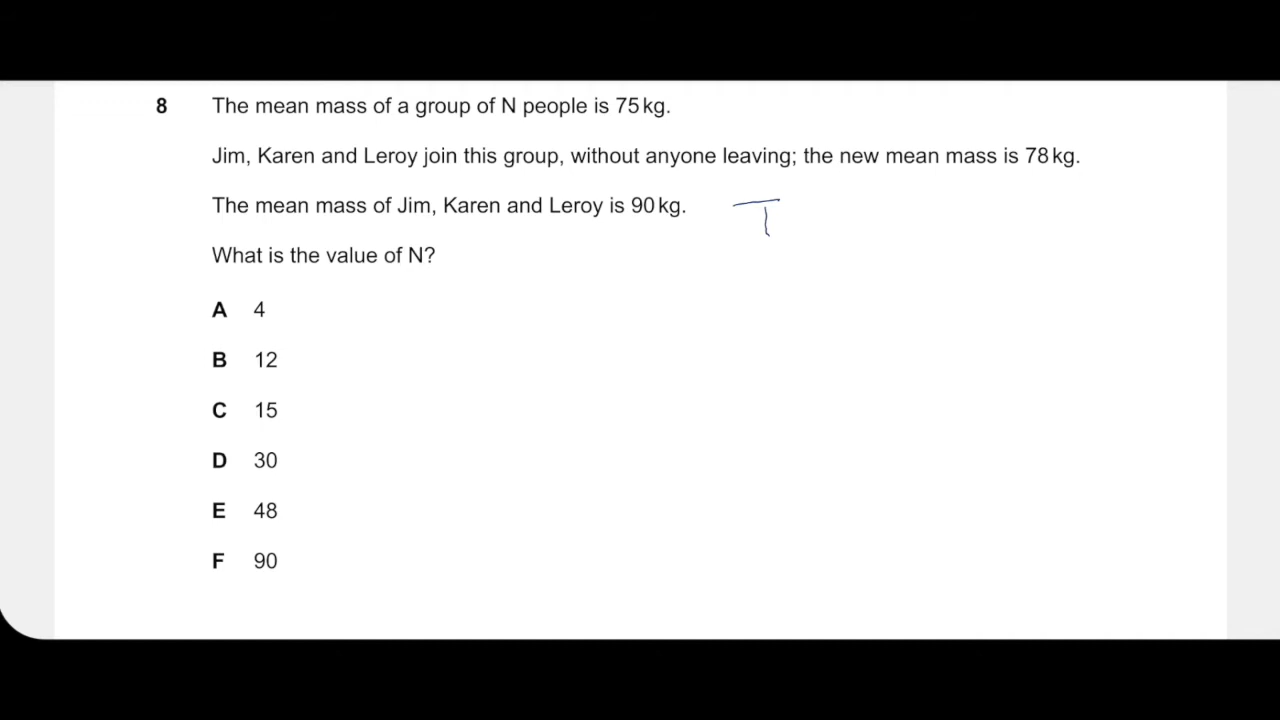 8 The mean mass of a group of N people is 75 kg.
Jim, Karen and Leroy join this group, without anyone leaving; the new mean mass is 78 kg.
The mean mass of Jim, Karen and Leroy is 90 kg. T
What is the value of N?
A 4
B 12
C 15
D 30
E 48
F 90